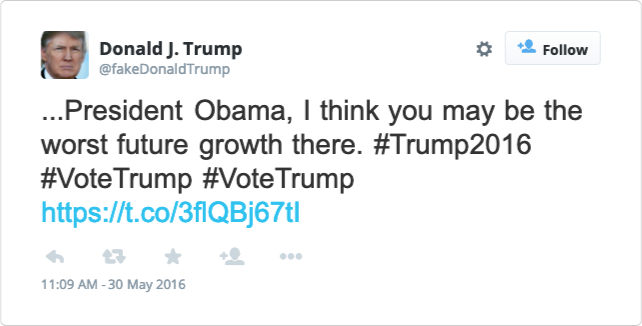 Donald J. Trump
@fakeDonaldTrump
Follow
...President Obama, I think you may be the
worst future growth there. #Trump2016
#VoteTrump #VoteTrump
https://t.co/3flQBj67tI
11:09 AM - 30 May 2016